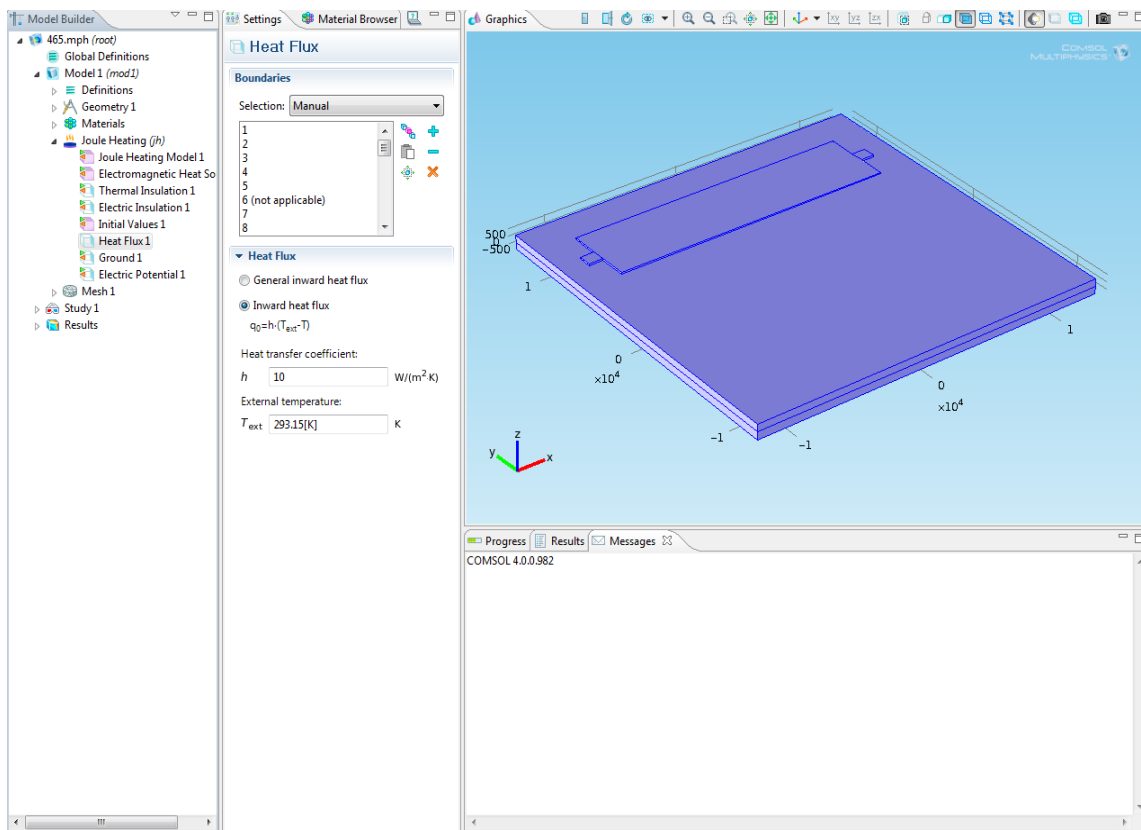 Model Builder
465.mph (root)
Global Definitions
Model 1 (mod1)
Definitions
Geometry 1
Materials
Joule Heating (jh)
Joule Heating Model 1
Electromagnetic Heat So
Thermal Insulation 1
Electric Insulation 1
Initial Values 1
Heat Flux 1
Ground 1
Electric Potential 1
Mesh 1
Study 1
Results
Settings Material Browser
Heat Flux
Boundaries
Selection: Manual
1
2
3
4
5
6 (not applicable)
7
8
Heat Flux
General inward heat flux
Inward heat flux
q₀=h·(Text-T)
Heat transfer coefficient:
h 10 W/(m²·K)
External temperature:
Text 293.15[K] K
Graphics
xy yz zx
COMSOL
MULTIPHYSICS
500
0
-500
1
0
×10⁴
-1
1
0
×10⁴
-1
z
y
x
Progress Results Messages
COMSOL 4.0.0.982